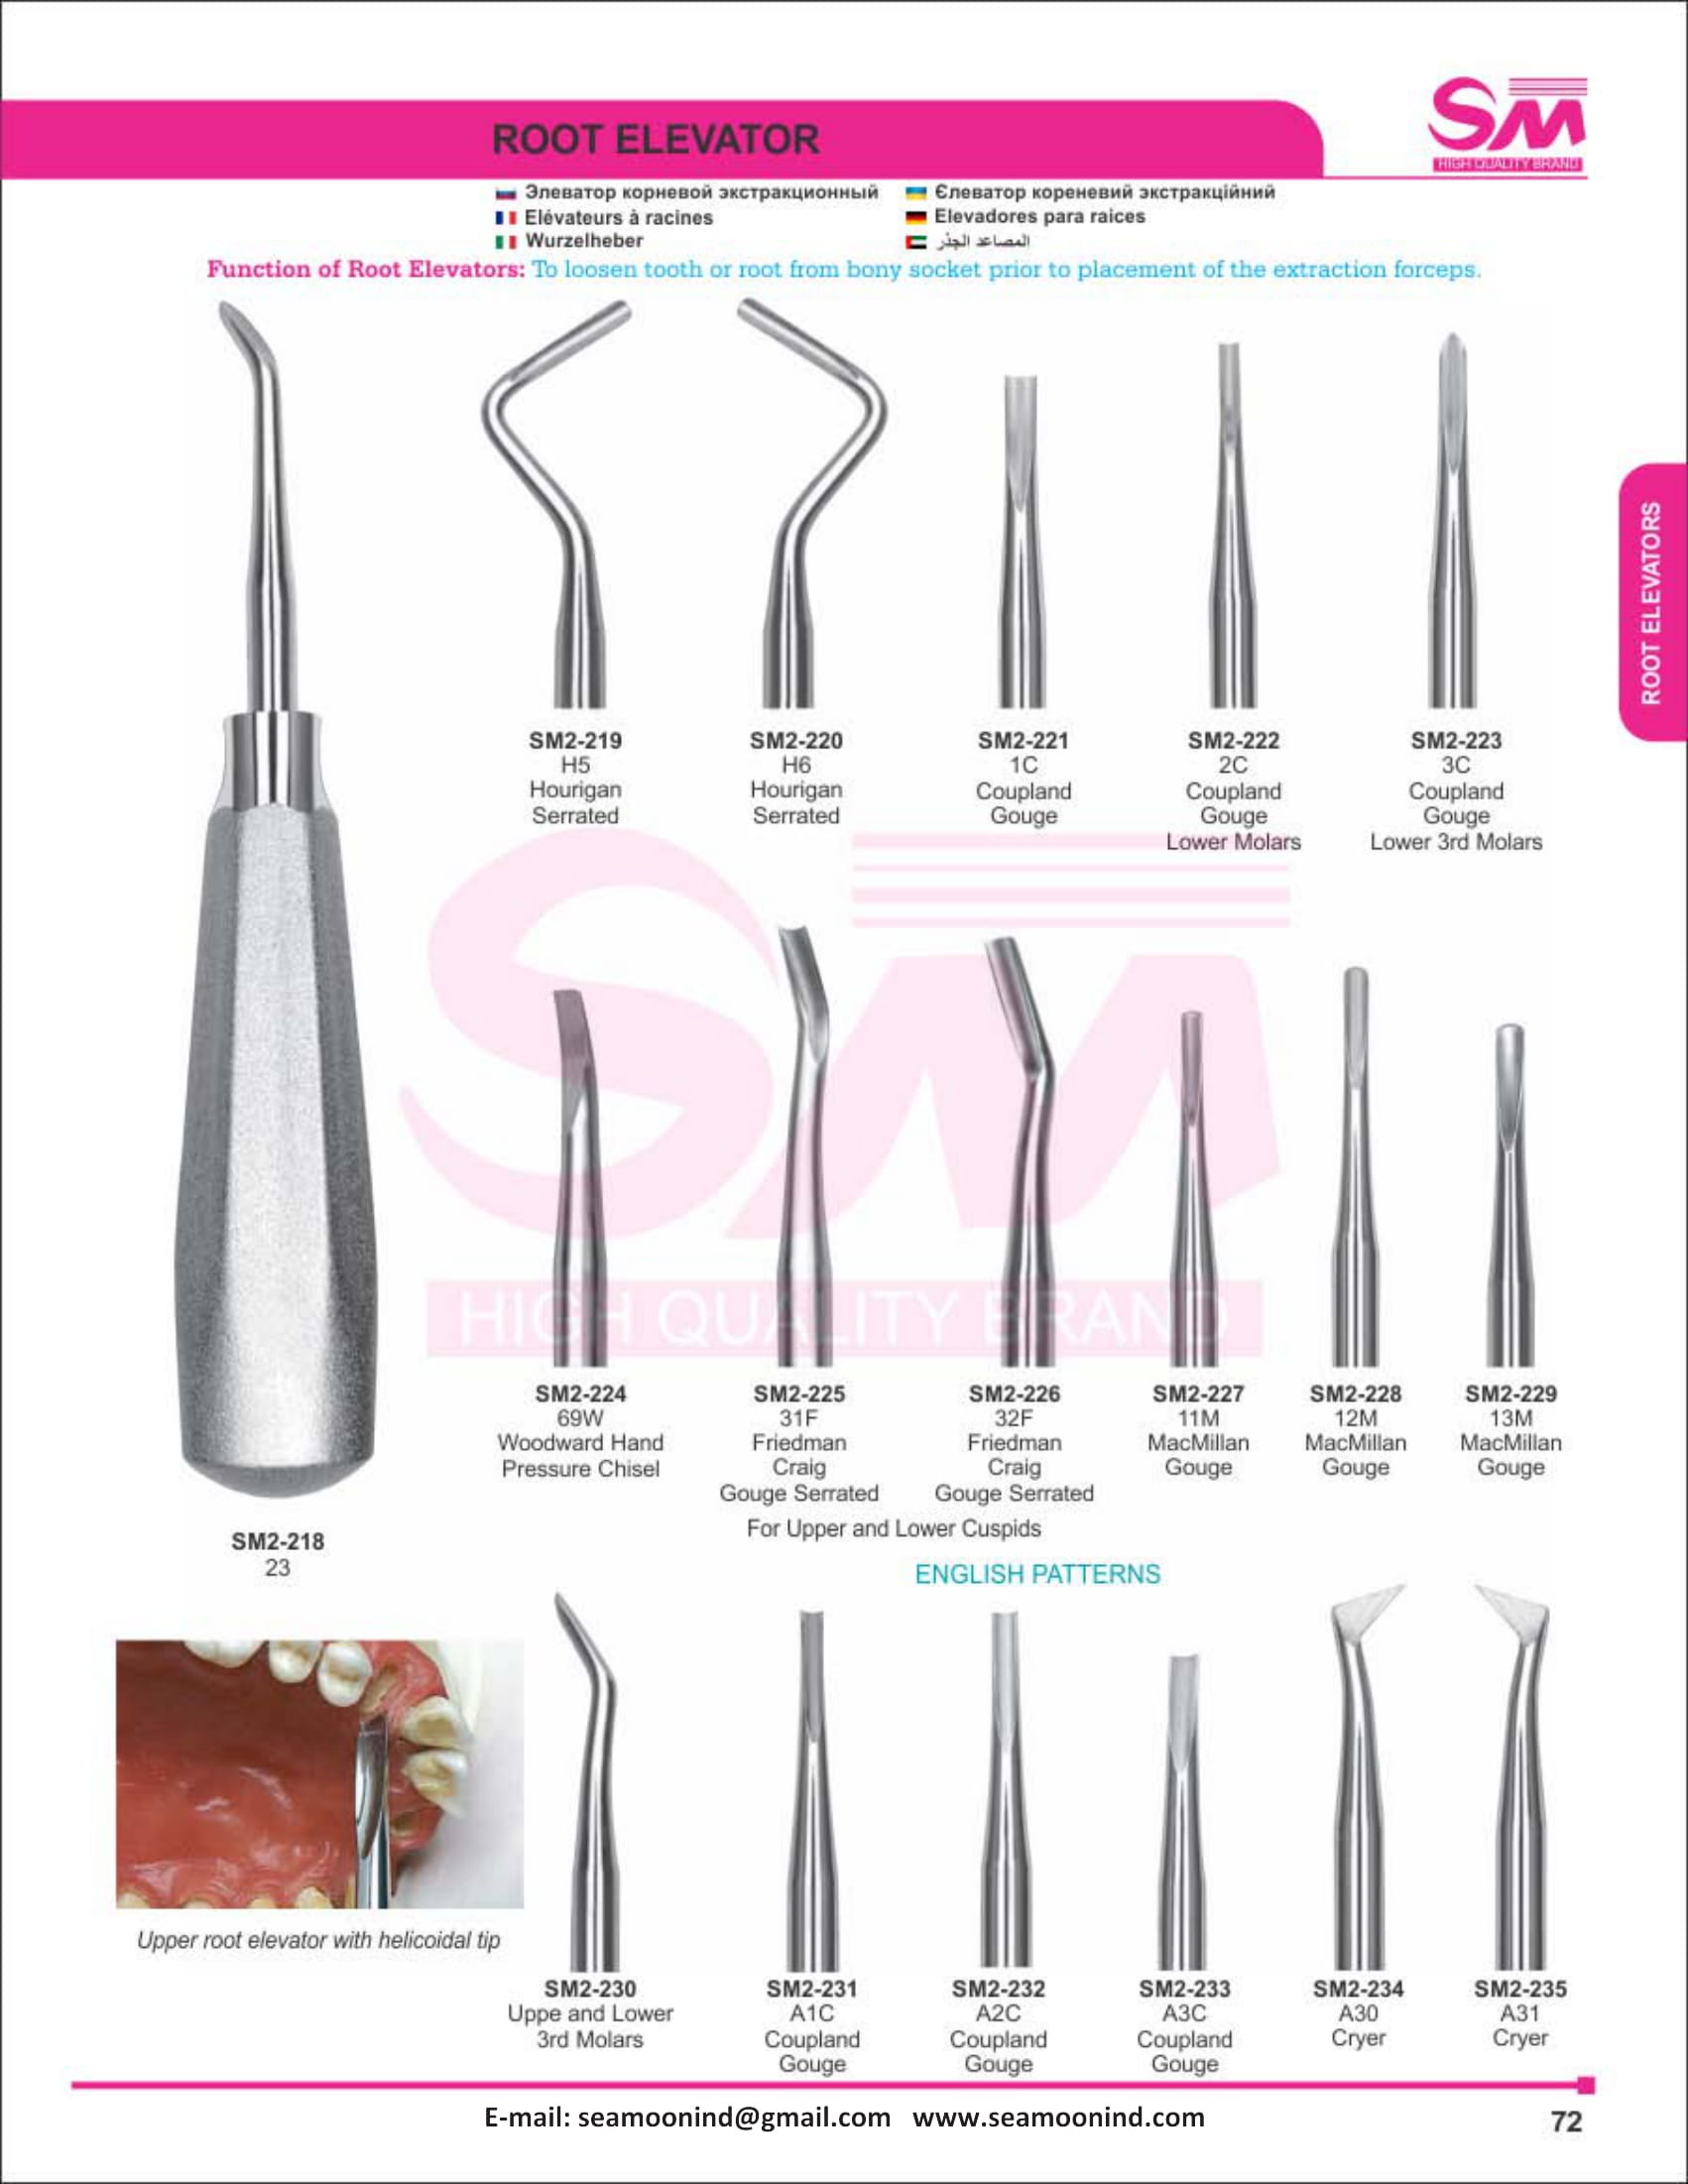 SM
HIGH QUALITY BRAND
ROOT ELEVATOR
Элеватор корневой экстракционный
Єлеватор кореневий экстракційний
Elévateurs à racines
Elevadores para raices
Wurzelheber
المصاعد الجذر
Function of Root Elevators: To loosen tooth or root from bony socket prior to placement of the extraction forceps.
ROOT ELEVATORS
SM2-219
H5
Hourigan
Serrated
SM2-220
H6
Hourigan
Serrated
SM2-221
1C
Coupland
Gouge
SM2-222
2C
Coupland
Gouge
Lower Molars
SM2-223
3C
Coupland
Gouge
Lower 3rd Molars
SM
HIGH QUALITY BRAND
SM2-224
69W
Woodward Hand
Pressure Chisel
SM2-225
31F
Friedman
Craig
Gouge Serrated
SM2-226
32F
Friedman
Craig
Gouge Serrated
For Upper and Lower Cuspids
SM2-227
11M
MacMillan
Gouge
SM2-228
12M
MacMillan
Gouge
SM2-229
13M
MacMillan
Gouge
SM2-218
23
ENGLISH PATTERNS
Upper root elevator with helicoidal tip
SM2-230
Uppe and Lower
3rd Molars
SM2-231
A1C
Coupland
Gouge
SM2-232
A2C
Coupland
Gouge
SM2-233
A3C
Coupland
Gouge
SM2-234
A30
Cryer
SM2-235
A31
Cryer
E-mail: seamoonind@gmail.com www.seamoonind.com
72